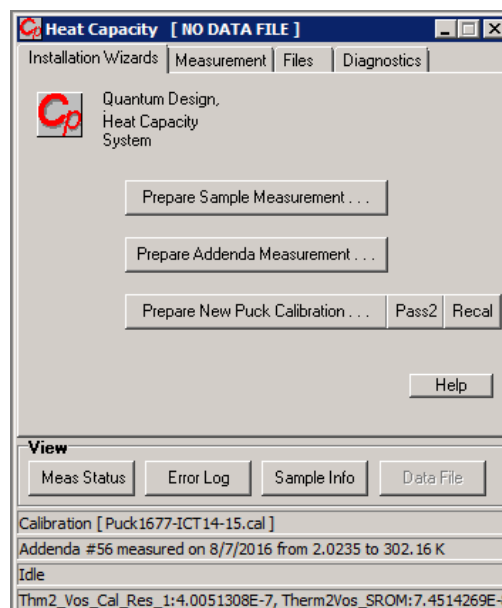 Cp Heat Capacity [ NO DATA FILE ]
Installation Wizards Measurement Files Diagnostics
Cp
Quantum Design,
Heat Capacity
System
Prepare Sample Measurement . . .
Prepare Addenda Measurement . . .
Prepare New Puck Calibration . . . Pass2 Recal
Help
View
Meas Status Error Log Sample Info Data File
Calibration [ Puck1677-ICT14-15.cal ]
Addenda #56 measured on 8/7/2016 from 2.0235 to 302.16 K
Idle
Thm2_Vos_Cal_Res_1:4.0051308E-7, Therm2Vos_SROM:7.4514269E-